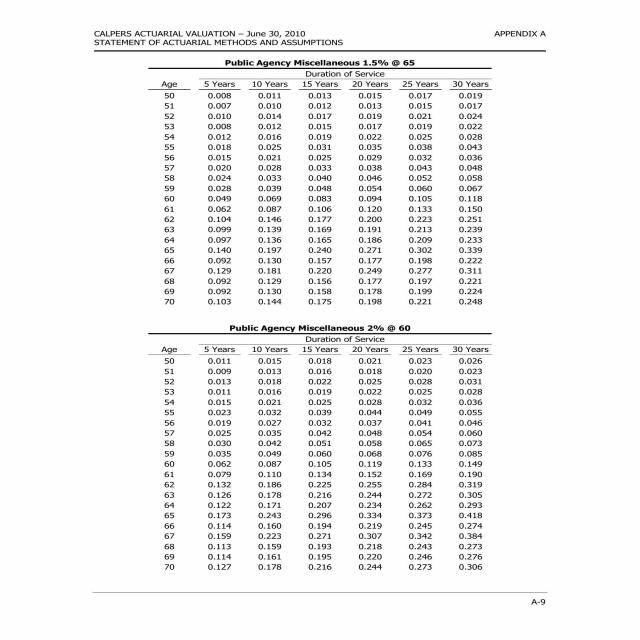 CALPERS ACTUARIAL VALUATION – June 30, 2010 APPENDIX A
STATEMENT OF ACTUARIAL METHODS AND ASSUMPTIONS
Public Agency Miscellaneous 1.5% @ 65
Duration of Service
Age 5 Years 10 Years 15 Years 20 Years 25 Years 30 Years
50 0.008 0.011 0.013 0.015 0.017 0.019
51 0.007 0.010 0.012 0.013 0.015 0.017
52 0.010 0.014 0.017 0.019 0.021 0.024
53 0.008 0.012 0.015 0.017 0.019 0.022
54 0.012 0.016 0.019 0.022 0.025 0.028
55 0.018 0.025 0.031 0.035 0.038 0.043
56 0.015 0.021 0.025 0.029 0.032 0.036
57 0.020 0.028 0.033 0.038 0.043 0.048
58 0.024 0.033 0.040 0.046 0.052 0.058
59 0.028 0.039 0.048 0.054 0.060 0.067
60 0.049 0.069 0.083 0.094 0.105 0.118
61 0.062 0.087 0.106 0.120 0.133 0.150
62 0.104 0.146 0.177 0.200 0.223 0.251
63 0.099 0.139 0.169 0.191 0.213 0.239
64 0.097 0.136 0.165 0.186 0.209 0.233
65 0.140 0.197 0.240 0.271 0.302 0.339
66 0.092 0.130 0.157 0.177 0.198 0.222
67 0.129 0.181 0.220 0.249 0.277 0.311
68 0.092 0.129 0.156 0.177 0.197 0.221
69 0.092 0.130 0.158 0.178 0.199 0.224
70 0.103 0.144 0.175 0.198 0.221 0.248
Public Agency Miscellaneous 2% @ 60
Duration of Service
Age 5 Years 10 Years 15 Years 20 Years 25 Years 30 Years
50 0.011 0.015 0.018 0.021 0.023 0.026
51 0.009 0.013 0.016 0.018 0.020 0.023
52 0.013 0.018 0.022 0.025 0.028 0.031
53 0.011 0.016 0.019 0.022 0.025 0.028
54 0.015 0.021 0.025 0.028 0.032 0.036
55 0.023 0.032 0.039 0.044 0.049 0.055
56 0.019 0.027 0.032 0.037 0.041 0.046
57 0.025 0.035 0.042 0.048 0.054 0.060
58 0.030 0.042 0.051 0.058 0.065 0.073
59 0.035 0.049 0.060 0.068 0.076 0.085
60 0.062 0.087 0.105 0.119 0.133 0.149
61 0.079 0.110 0.134 0.152 0.169 0.190
62 0.132 0.186 0.225 0.255 0.284 0.319
63 0.126 0.178 0.216 0.244 0.272 0.305
64 0.122 0.171 0.207 0.234 0.262 0.293
65 0.173 0.243 0.296 0.334 0.373 0.418
66 0.114 0.160 0.194 0.219 0.245 0.274
67 0.159 0.223 0.271 0.307 0.342 0.384
68 0.113 0.159 0.193 0.218 0.243 0.273
69 0.114 0.161 0.195 0.220 0.246 0.276
70 0.127 0.178 0.216 0.244 0.273 0.306
A-9